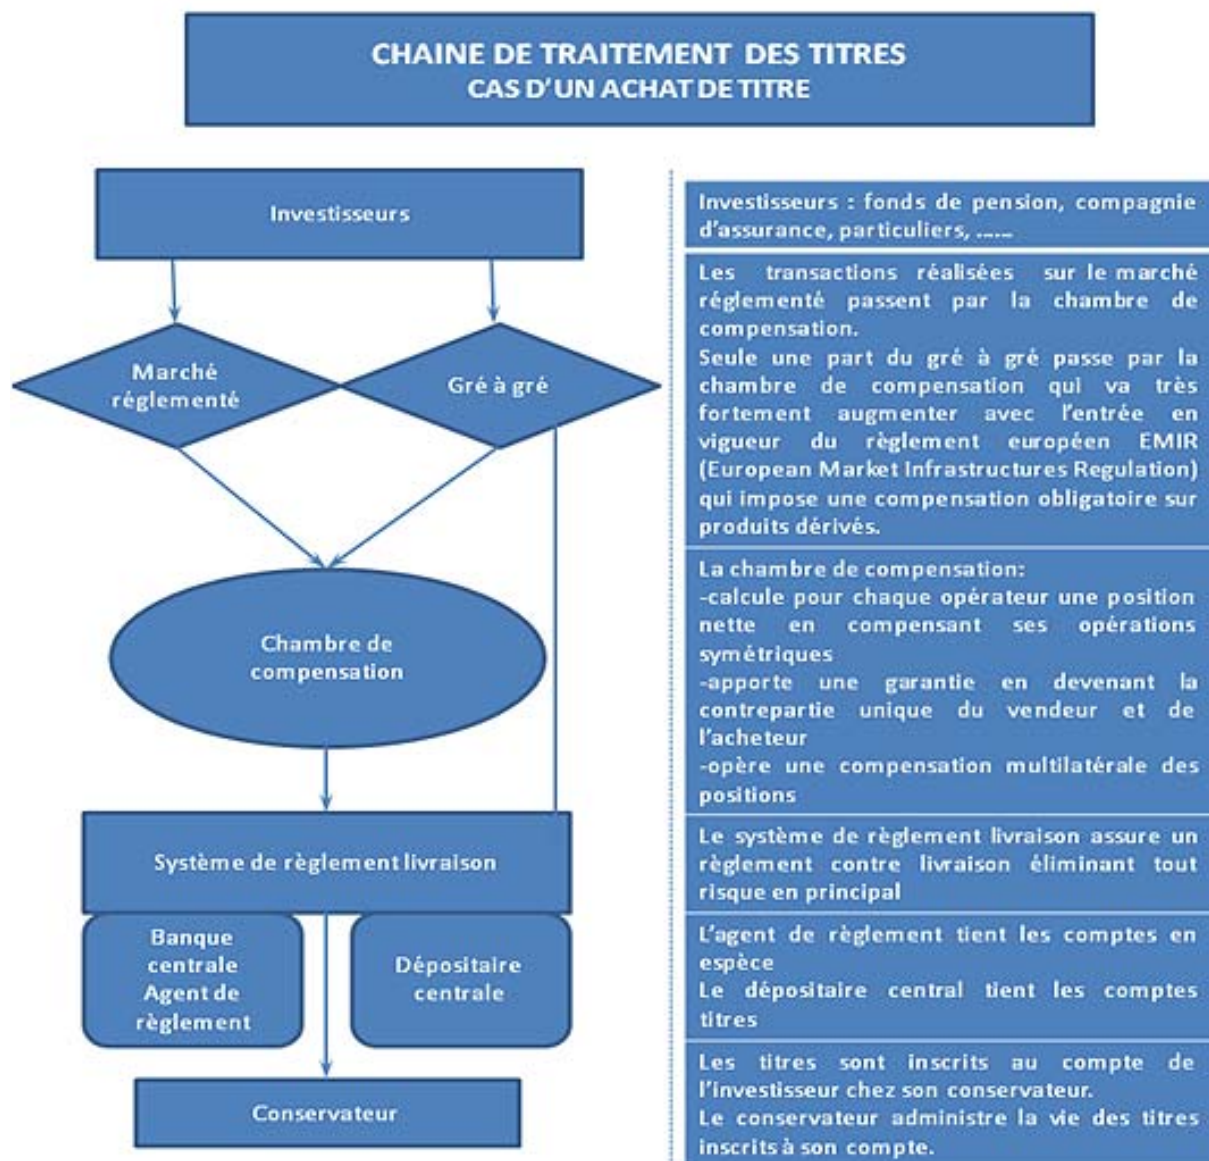 CHAINE DE TRAITEMENT DES TITRES
CAS D'UN ACHAT DE TITRE
Investisseurs
Marché
réglementé
Gré à gré
Chambre de
compensation
Système de règlement livraison
Banque
centrale
Agent de
règlement
Dépositaire
centrale
Conservateur
Investisseurs : fonds de pension, compagnie
d'assurance, particuliers, ......
Les transactions réalisées sur le marché
réglementé passent par la chambre de
compensation.
Seule une part du gré à gré passe par la
chambre de compensation qui va très
fortement augmenter avec l'entrée en
vigueur du règlement européen EMIR
(European Market Infrastructures Regulation)
qui impose une compensation obligatoire sur
produits dérivés.
La chambre de compensation:
-calcule pour chaque opérateur une position
nette en compensant ses opérations
symétriques
-apporte une garantie en devenant la
contrepartie unique du vendeur et de
l'acheteur
-opère une compensation multilatérale des
positions
Le système de règlement livraison assure un
règlement contre livraison éliminant tout
risque en principal
L'agent de règlement tient les comptes en
espèce
Le dépositaire central tient les comptes
titres
Les titres sont inscrits au compte de
l'investisseur chez son conservateur.
Le conservateur administre la vie des titres
inscrits à son compte.